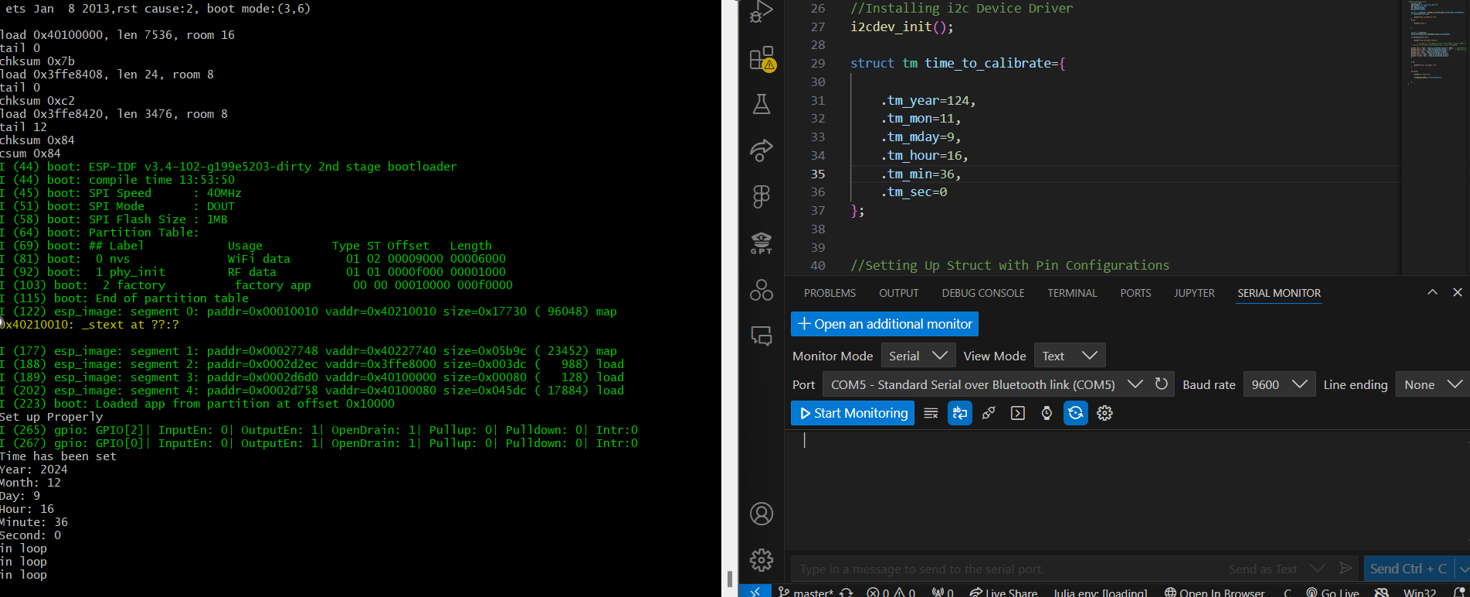 ets Jan  8 2013,rst cause:2, boot mode:(3,6)
load 0x40100000, len 7536, room 16
tail 0
chksum 0x7b
load 0x3ffe8408, len 24, room 8
tail 0
chksum 0xc2
load 0x3ffe8420, len 3476, room 8
tail 12
chksum 0x84
csum 0x84
I (44) boot: ESP-IDF v3.4-102-g199e5203-dirty 2nd stage bootloader
I (44) boot: compile time 13:53:50
I (45) boot: SPI Speed      : 40MHz
I (51) boot: SPI Mode       : DOUT
I (58) boot: SPI Flash Size : 1MB
I (64) boot: Partition Table:
I (69) boot: ## Label            Usage          Type ST Offset   Length
I (81) boot:  0 nvs              WiFi data        01 02 00009000 00006000
I (92) boot:  1 phy_init         RF data          01 01 0000f000 00001000
I (103) boot:  2 factory          factory app      00 00 00010000 000f0000
I (115) boot: End of partition table
I (122) esp_image: segment 0: paddr=0x00010010 vaddr=0x40210010 size=0x17730 ( 96048) map
0x40210010: _stext at ??:?
I (177) esp_image: segment 1: paddr=0x00027748 vaddr=0x40227740 size=0x05b9c ( 23452) map
I (188) esp_image: segment 2: paddr=0x0002d2ec vaddr=0x3ffe8000 size=0x003dc (   988) load
I (189) esp_image: segment 3: paddr=0x0002d6d0 vaddr=0x40100000 size=0x00080 (   128) load
I (202) esp_image: segment 4: paddr=0x0002d758 vaddr=0x40100080 size=0x045dc ( 17884) load
I (223) boot: Loaded app from partition at offset 0x10000
Set up Properly
I (265) gpio: GPIO[2]| InputEn: 0| OutputEn: 1| OpenDrain: 1| Pullup: 0| Pulldown: 0| Intr:0
I (267) gpio: GPIO[0]| InputEn: 0| OutputEn: 1| OpenDrain: 1| Pullup: 0| Pulldown: 0| Intr:0
Time has been set
Year: 2024
Month: 12
Day: 9
Hour: 16
Minute: 36
Second: 0
in loop
in loop
in loop
GPT
26 //Installing i2c Device Driver
27 i2cdev_init();
28
29 struct tm time_to_calibrate={
30
31 .tm_year=124,
32 .tm_mon=11,
33 .tm_mday=9,
34 .tm_hour=16,
35 .tm_min=36,
36 .tm_sec=0
37 };
38
39
40 //Setting Up Struct with Pin Configurations
PROBLEMS OUTPUT DEBUG CONSOLE TERMINAL PORTS JUPYTER SERIAL MONITOR
+ Open an additional monitor
Monitor Mode Serial View Mode Text
Port COM5 - Standard Serial over Bluetooth link (COM5) Baud rate 9600 Line ending None
Start Monitoring
Type in a message to send to the serial port. Send as Text Send Ctrl + C
master* 0 0 0 Live Share Julia env: [loading] Open In Browser C Go Live Win32